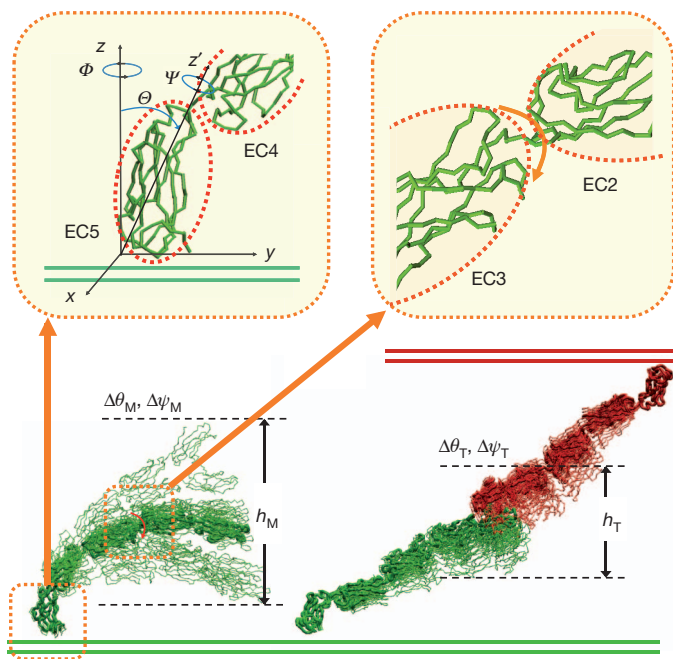 z
Φ
Θ
z′
Ψ
EC4
EC5
y
x
EC2
EC3
Δθ_M, Δψ_M
h_M
Δθ_T, Δψ_T
h_T